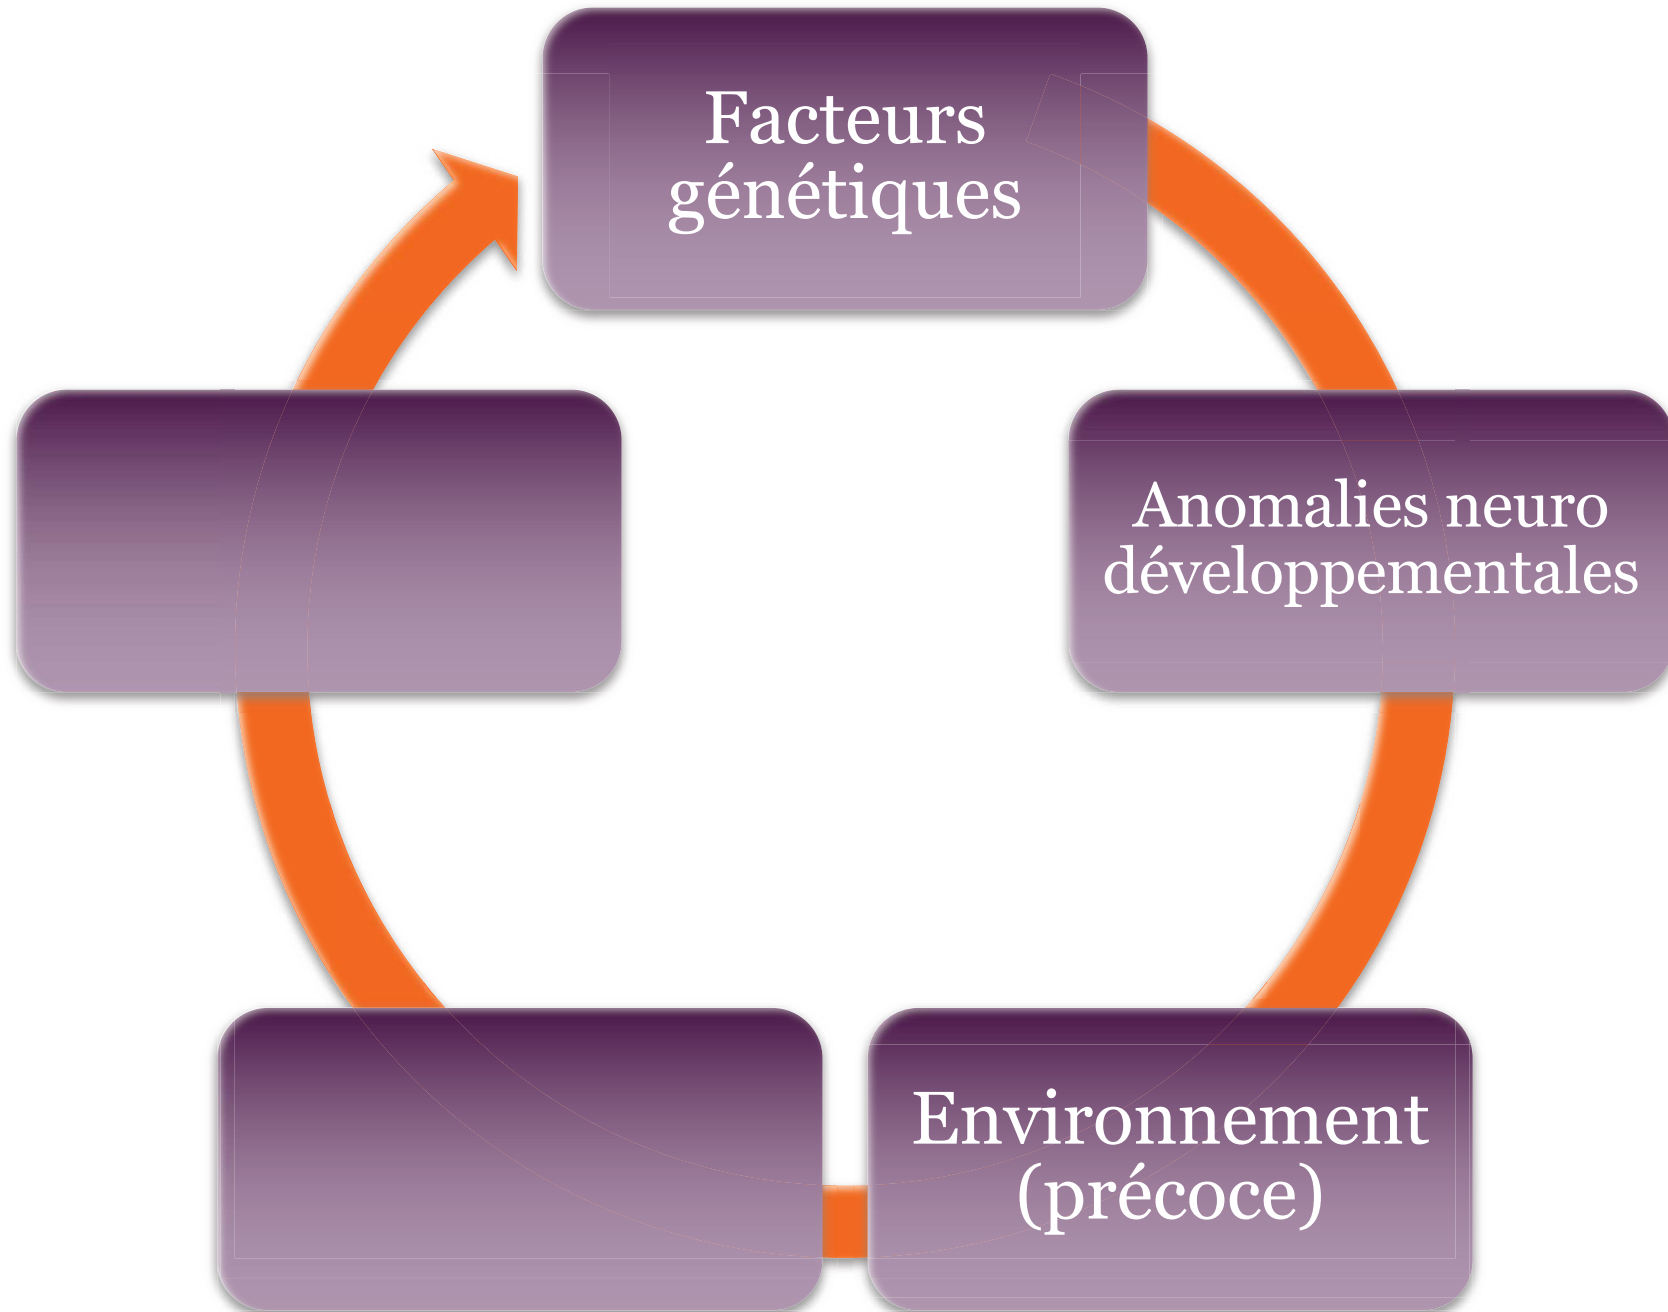 Facteurs
génétiques
Anomalies neuro
développementales
Environnement
(précoce)